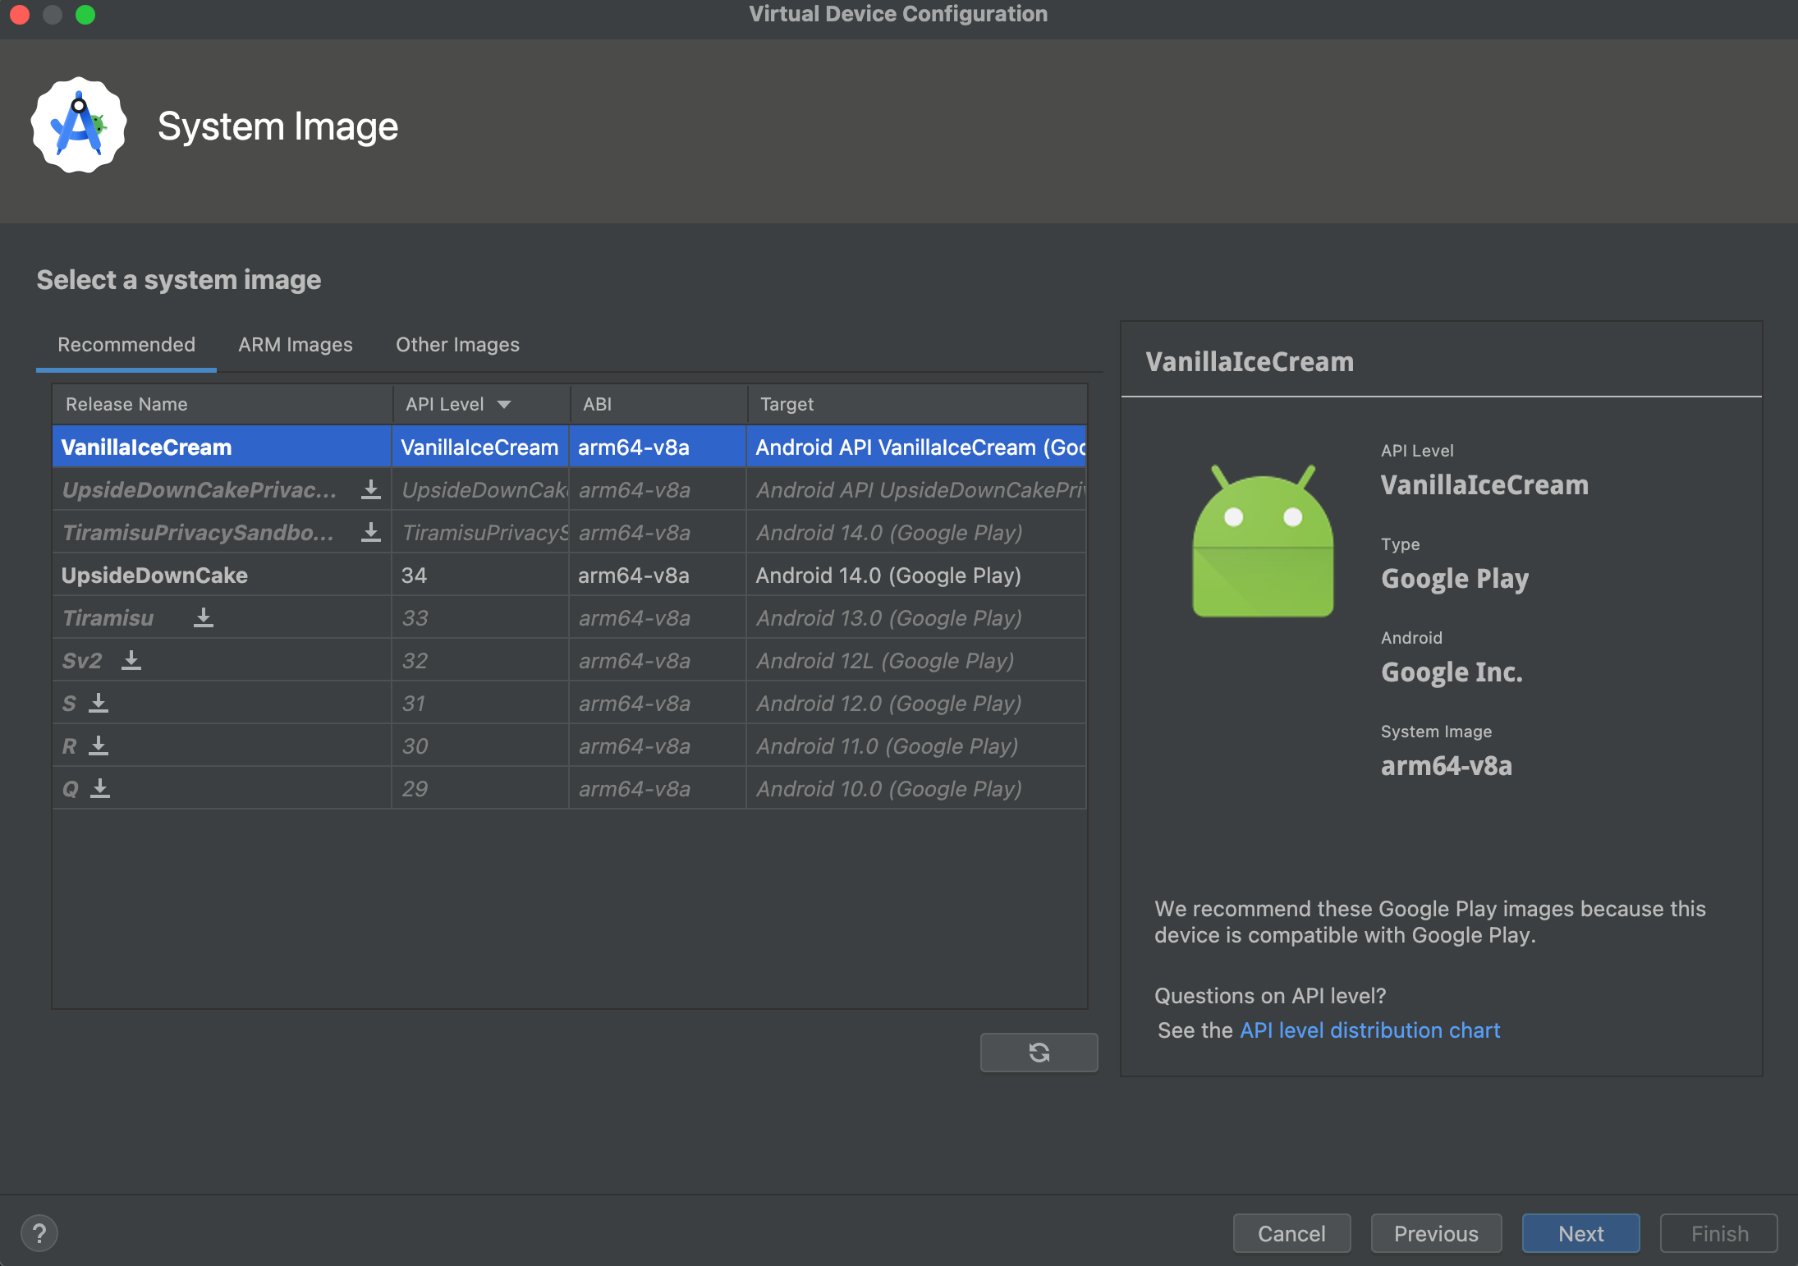 Virtual Device Configuration
System Image
Select a system image
Recommended ARM Images Other Images
Release Name API Level ABI Target
VanillaIceCream VanillaIceCream arm64-v8a Android API VanillaIceCream (Goo
UpsideDownCakePrivac... UpsideDownCak arm64-v8a Android API UpsideDownCakePri
TiramisuPrivacySandbo... TiramisuPrivacyS arm64-v8a Android 14.0 (Google Play)
UpsideDownCake 34 arm64-v8a Android 14.0 (Google Play)
Tiramisu 33 arm64-v8a Android 13.0 (Google Play)
Sv2 32 arm64-v8a Android 12L (Google Play)
S 31 arm64-v8a Android 12.0 (Google Play)
R 30 arm64-v8a Android 11.0 (Google Play)
Q 29 arm64-v8a Android 10.0 (Google Play)
VanillaIceCream
API Level
VanillaIceCream
Type
Google Play
Android
Google Inc.
System Image
arm64-v8a
We recommend these Google Play images because this
device is compatible with Google Play.
Questions on API level?
See the API level distribution chart
? Cancel Previous Next Finish